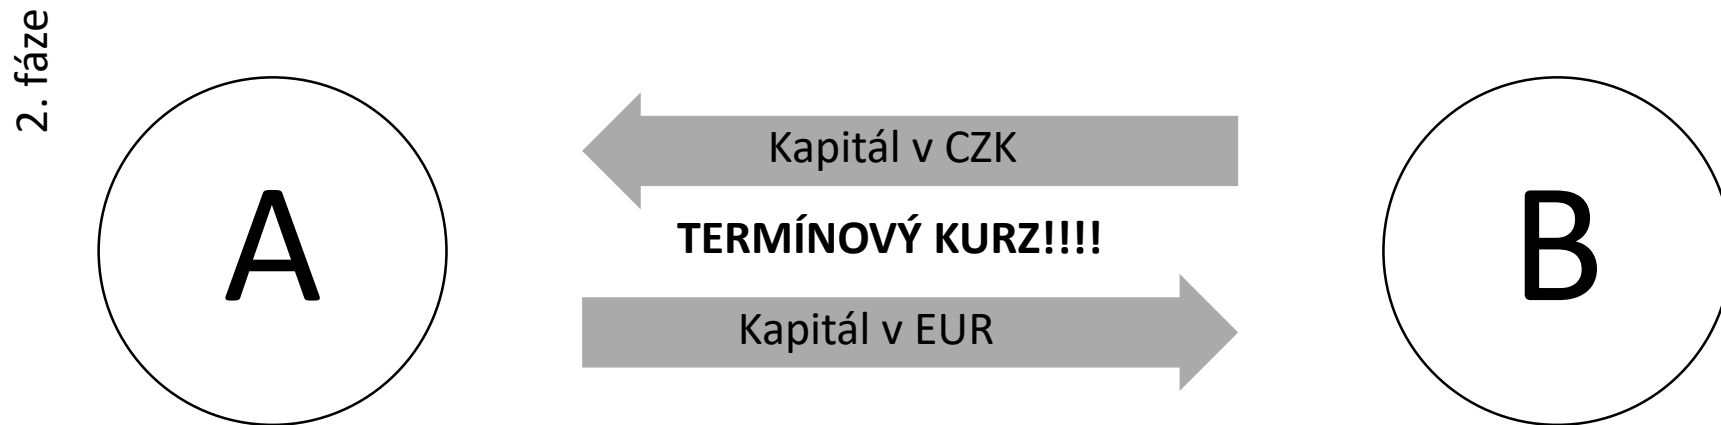 2. fáze
A
Kapitál v CZK
TERMÍNOVÝ KURZ!!!!
Kapitál v EUR
B